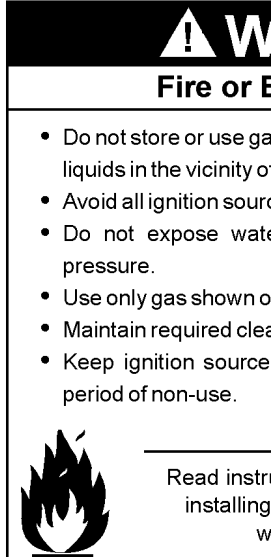 W
Fire or E
• Do not store or use ga
liquids in the vicinity o
• Avoid all ignition sourc
• Do not expose wate
pressure.
• Use only gas shown o
• Maintain required clea
• Keep ignition source
period of non-use.
Read instru
installing
w